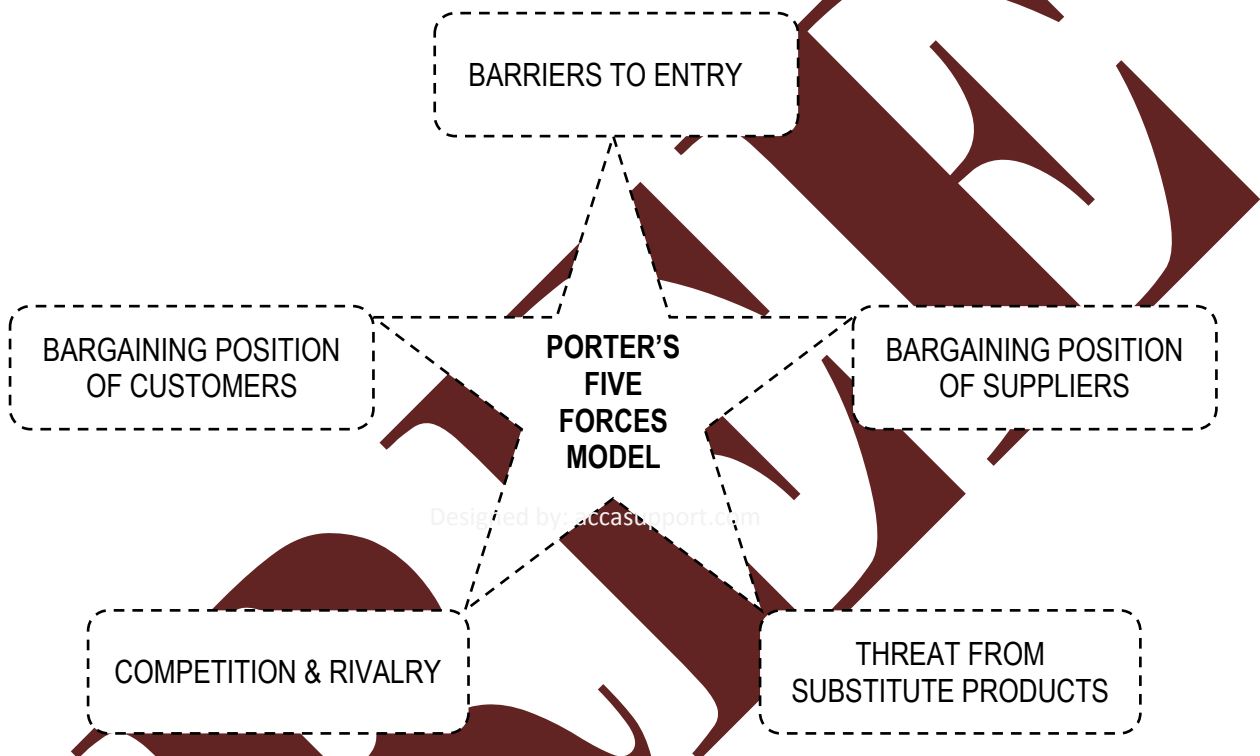 BARRIERS TO ENTRY
BARGAINING POSITION
OF CUSTOMERS
PORTER’S
FIVE
FORCES
MODEL
BARGAINING POSITION
OF SUPPLIERS
Designed by: accasupport.com
COMPETITION & RIVALRY
THREAT FROM
SUBSTITUTE PRODUCTS